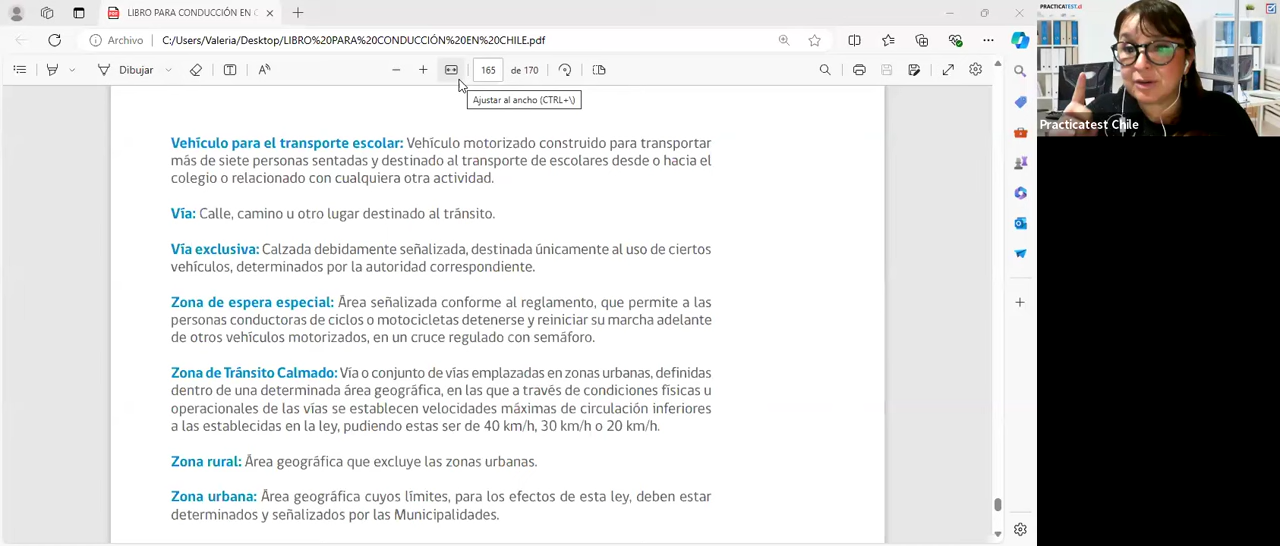 LIBRO PARA CONDUCCIÓN EN C
Archivo C:/Users/Valeria/Desktop/LIBRO%20PARA%20CONDUCCIÓN%20EN%20CHILE.pdf
Dibujar 165 de 170
Ajustar al ancho (CTRL+\)
PRACTICATEST.cl
Practicatest Chile
Vehículo para el transporte escolar: Vehículo motorizado construido para transportar
más de siete personas sentadas y destinado al transporte de escolares desde o hacia el
colegio o relacionado con cualquiera otra actividad.
Vía: Calle, camino u otro lugar destinado al tránsito.
Vía exclusiva: Calzada debidamente señalizada, destinada únicamente al uso de ciertos
vehículos, determinados por la autoridad correspondiente.
Zona de espera especial: Área señalizada conforme al reglamento, que permite a las
personas conductoras de ciclos o motocicletas detenerse y reiniciar su marcha adelante
de otros vehículos motorizados, en un cruce regulado con semáforo.
Zona de Tránsito Calmado: Vía o conjunto de vías emplazadas en zonas urbanas, definidas
dentro de una determinada área geográfica, en las que a través de condiciones físicas u
operacionales de las vías se establecen velocidades máximas de circulación inferiores
a las establecidas en la ley, pudiendo estas ser de 40 km/h, 30 km/h o 20 km/h.
Zona rural: Área geográfica que excluye las zonas urbanas.
Zona urbana: Área geográfica cuyos límites, para los efectos de esta ley, deben estar
determinados y señalizados por las Municipalidades.